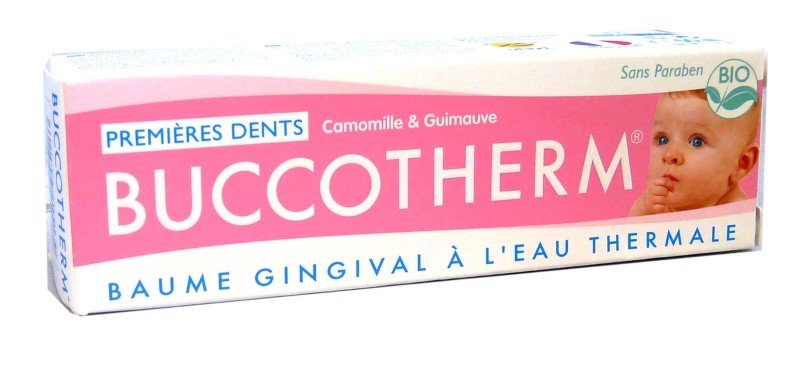 Sans Paraben
BIO
PREMIÈRES DENTS
Camomille & Guimauve
BUCCOTHERM®
BAUME GINGIVAL À L'EAU THERMALE
BUCCOTHERM®